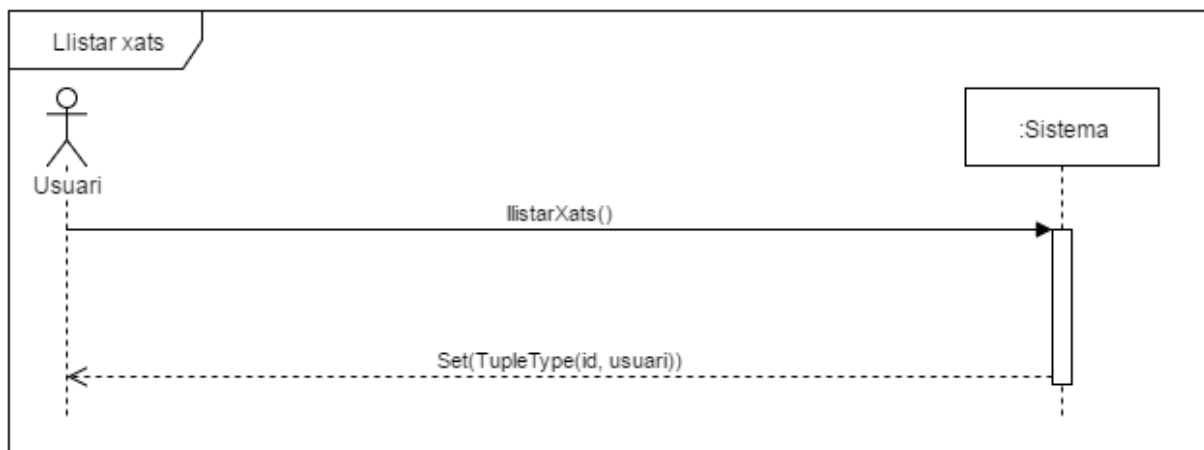 Llistar xats
:Sistema
Usuari
llistarXats()
Set(TupleType(id, usuari))